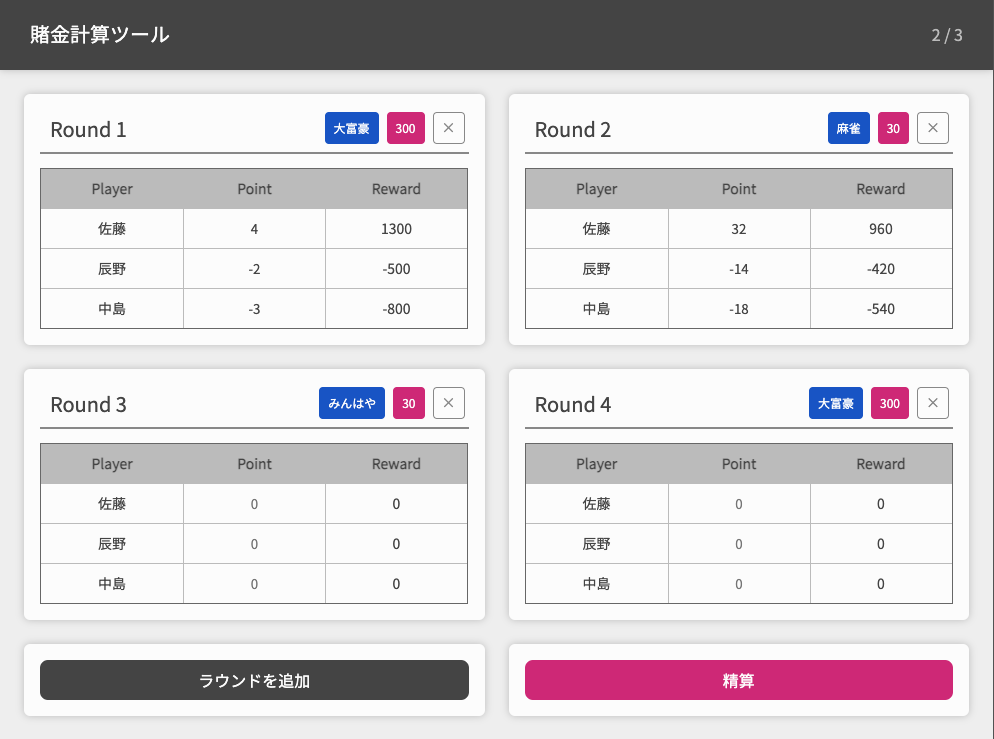 賭金計算ツール 2 / 3
Round 1 大富豪 300 ×
Player Point Reward
佐藤 4 1300
辰野 -2 -500
中島 -3 -800
Round 2 麻雀 30 ×
Player Point Reward
佐藤 32 960
辰野 -14 -420
中島 -18 -540
Round 3 みんはや 30 ×
Player Point Reward
佐藤 0 0
辰野 0 0
中島 0 0
Round 4 大富豪 300 ×
Player Point Reward
佐藤 0 0
辰野 0 0
中島 0 0
ラウンドを追加
精算